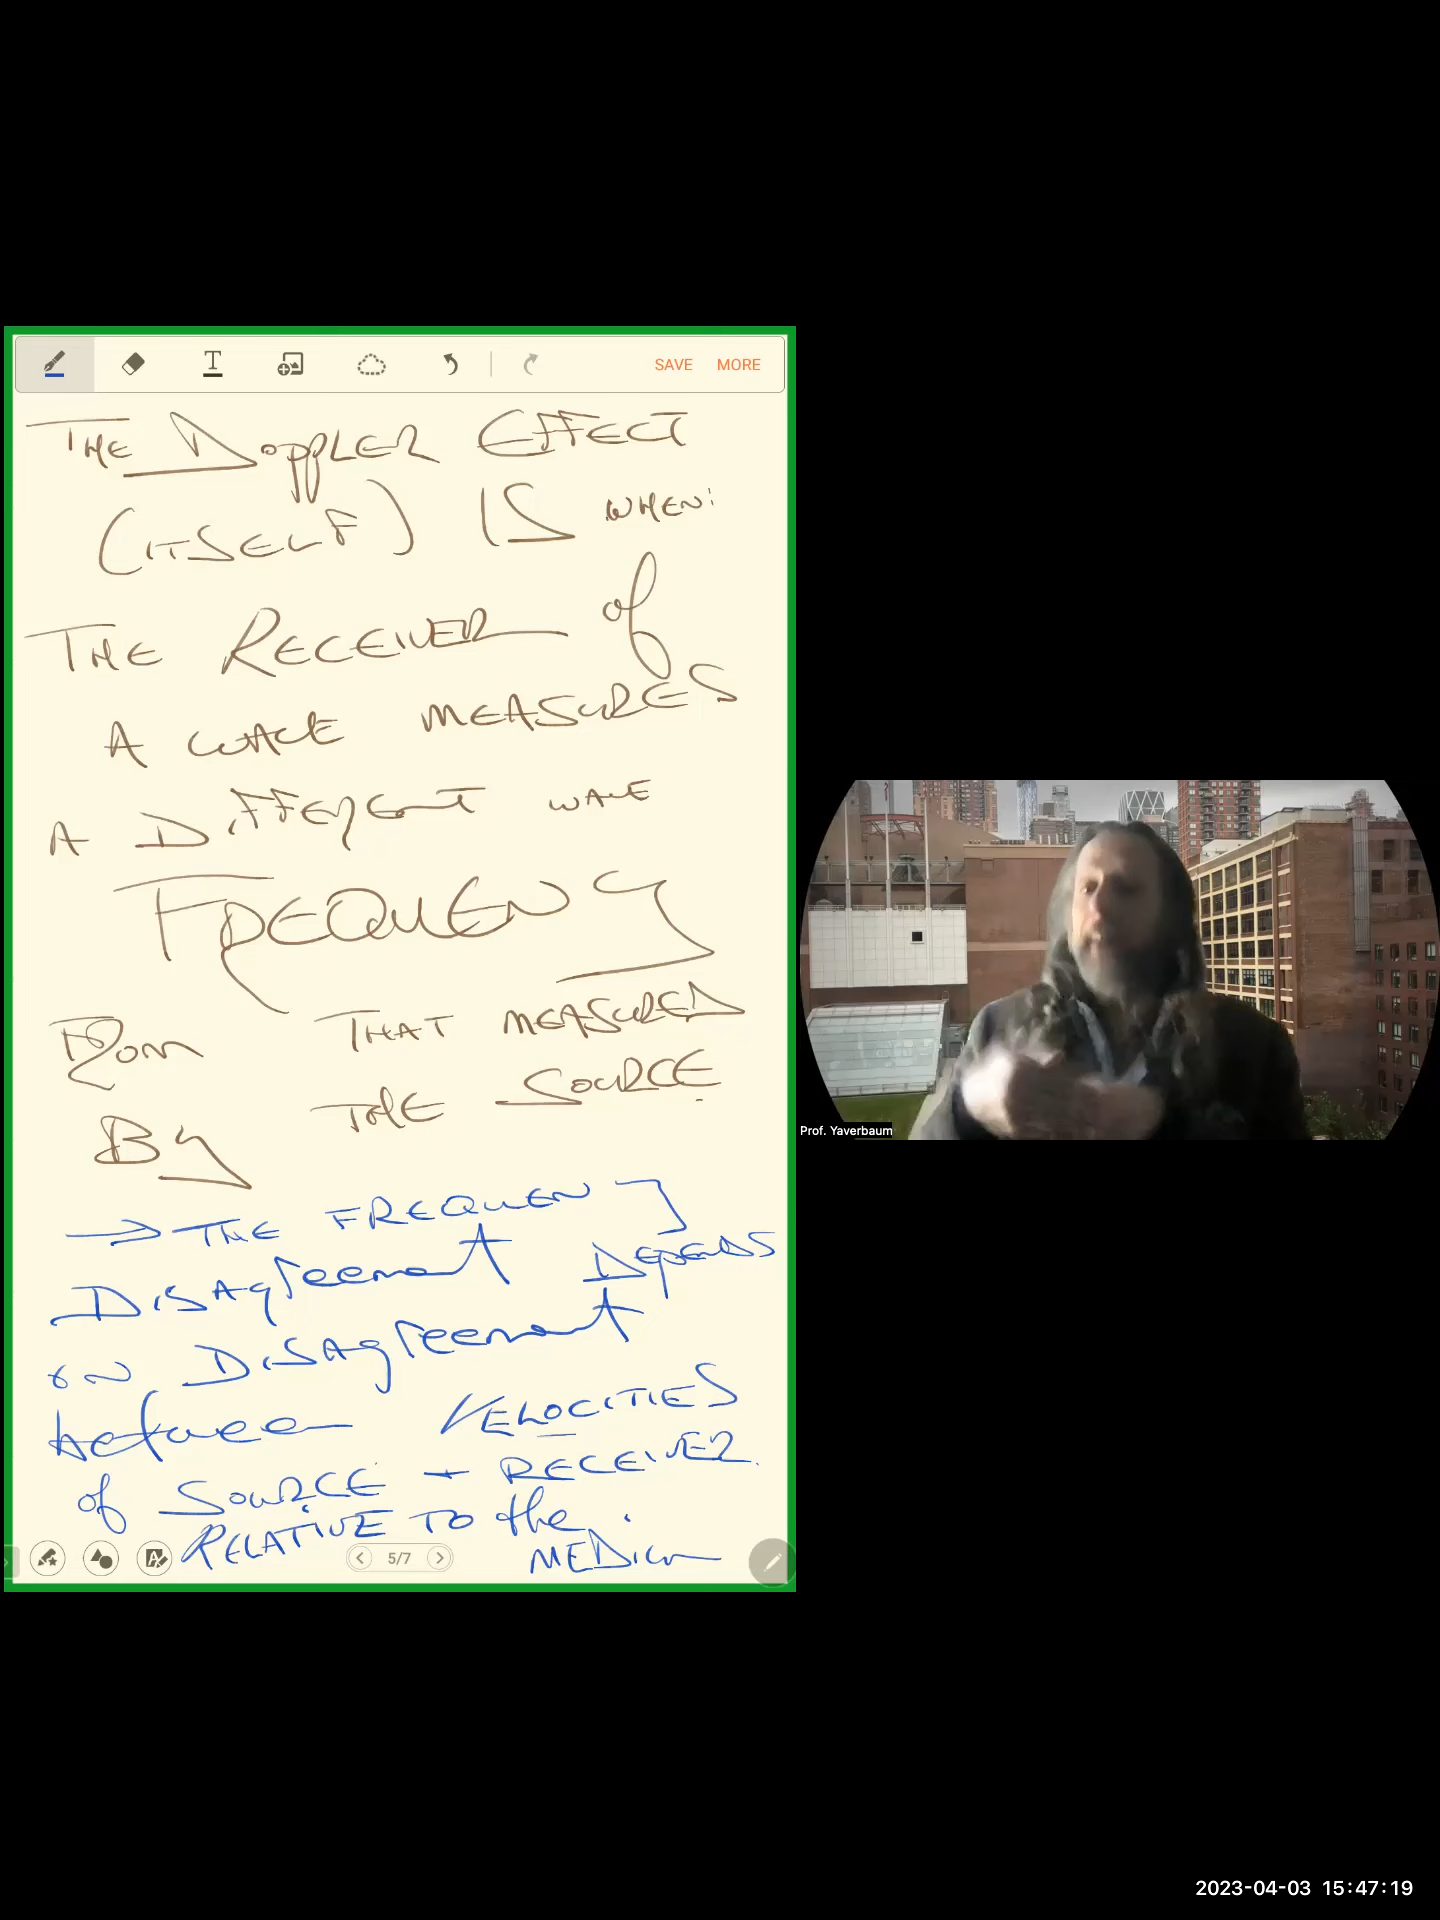 T
SAVE
MORE
THE DOPPLER EFFECT
(ITSELF) IS WHEN:
THE RECEIVER of
A WAVE MEASURES
A DIFFERENT WAVE
FREQUENCY
FROM THAT MEASURED
By THE SOURCE
→ THE FREQUENCY
DISAgreement DEPENDS
ON DISAgreement
between VELOCITIES
of SOURCE + RECEIVER
RELATIVE TO the
MEDIUM
A
< 5/7 >
Prof. Yaverbaum
2023-04-03 15:47:19